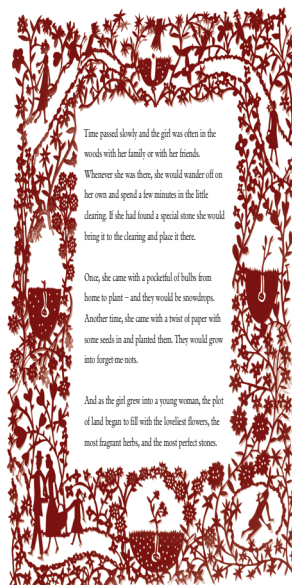 Time passed slowly and the girl was often in the
woods with her family or with her friends.
Whenever she was there, she would wander off on
her own and spend a few minutes in the little
clearing. If she had found a special stone she would
bring it to the clearing and place it there.
Once, she came with a pocketful of bulbs from
home to plant – and they would be snowdrops.
Another time, she came with a twist of paper with
some seeds in and planted them. They would grow
into forget-me-nots.
And as the girl grew into a young woman, the plot
of land began to fill with the loveliest flowers, the
most fragrant herbs, and the most perfect stones.